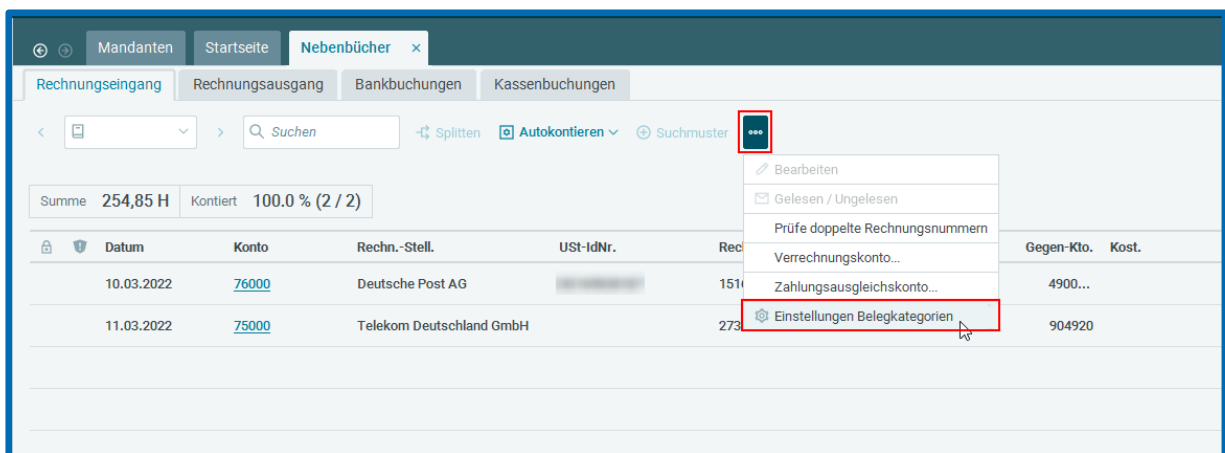 Mandanten Startseite Nebenbücher ×
Rechnungseingang Rechnungsausgang Bankbuchungen Kassenbuchungen
Suchen Splitten Autokontieren Suchmuster
Bearbeiten
Gelesen / Ungelesen
Prüfe doppelte Rechnungsnummern
Verrechnungskonto...
Zahlungsausgleichskonto...
Einstellungen Belegkategorien
Summe 254,85 H Kontiert 100.0 % (2 / 2)
Datum Konto Rechn.-Stell. USt-IdNr. Gegen-Kto. Kost.
10.03.2022 76000 Deutsche Post AG 4900...
11.03.2022 75000 Telekom Deutschland GmbH 273 904920